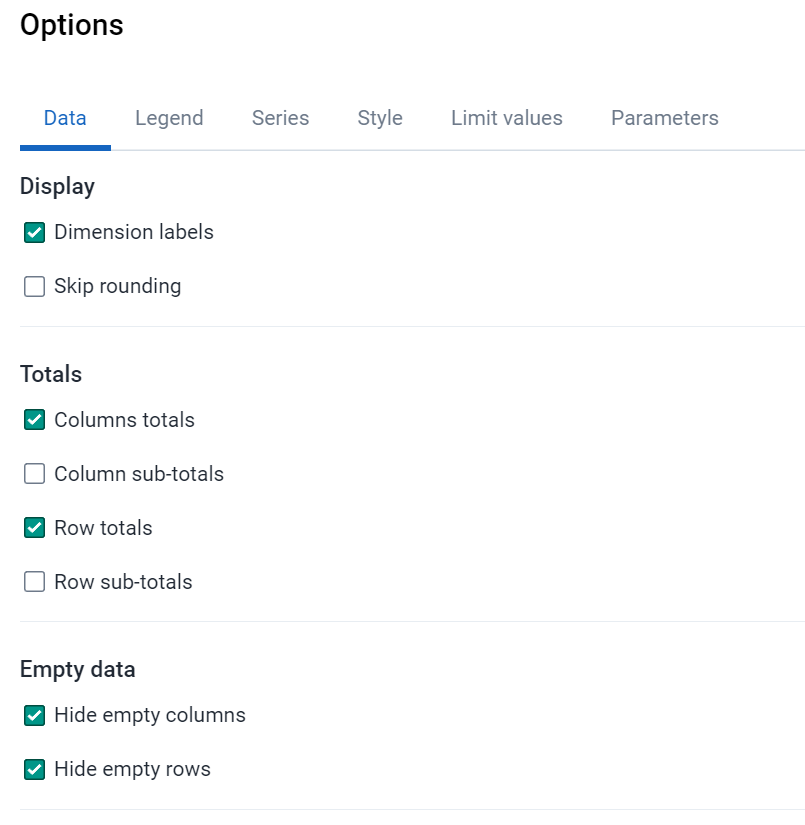 Options
Data Legend Series Style Limit values Parameters
Display
Dimension labels
Skip rounding
Totals
Columns totals
Column sub-totals
Row totals
Row sub-totals
Empty data
Hide empty columns
Hide empty rows